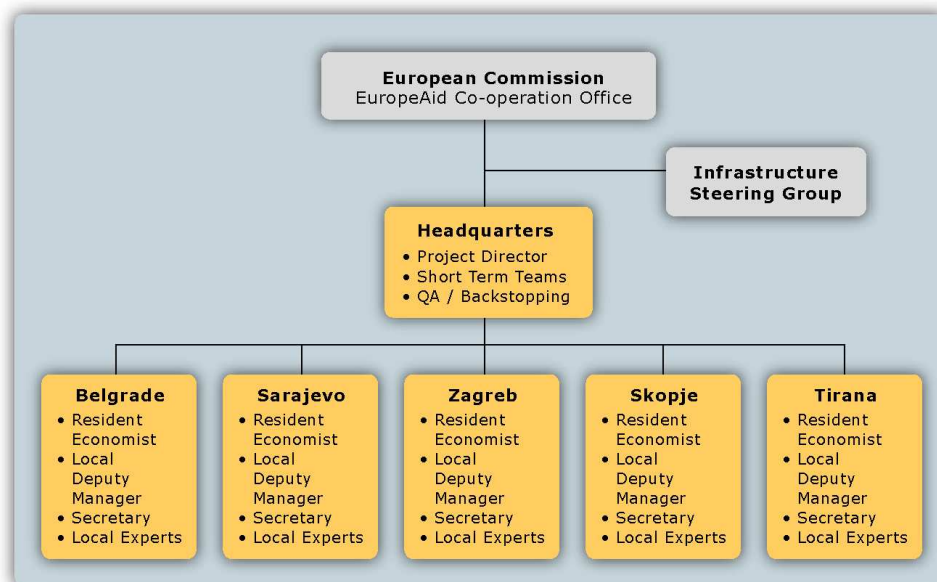 European Commission
EuropeAid Co-operation Office
Infrastructure
Steering Group
Headquarters
• Project Director
• Short Term Teams
• QA / Backstopping
Belgrade
• Resident
Economist
• Local
Deputy
Manager
• Secretary
• Local Experts
Sarajevo
• Resident
Economist
• Local
Deputy
Manager
• Secretary
• Local Experts
Zagreb
• Resident
Economist
• Local
Deputy
Manager
• Secretary
• Local Experts
Skopje
• Resident
Economist
• Local
Deputy
Manager
• Secretary
• Local Experts
Tirana
• Resident
Economist
• Local
Deputy
Manager
• Secretary
• Local Experts